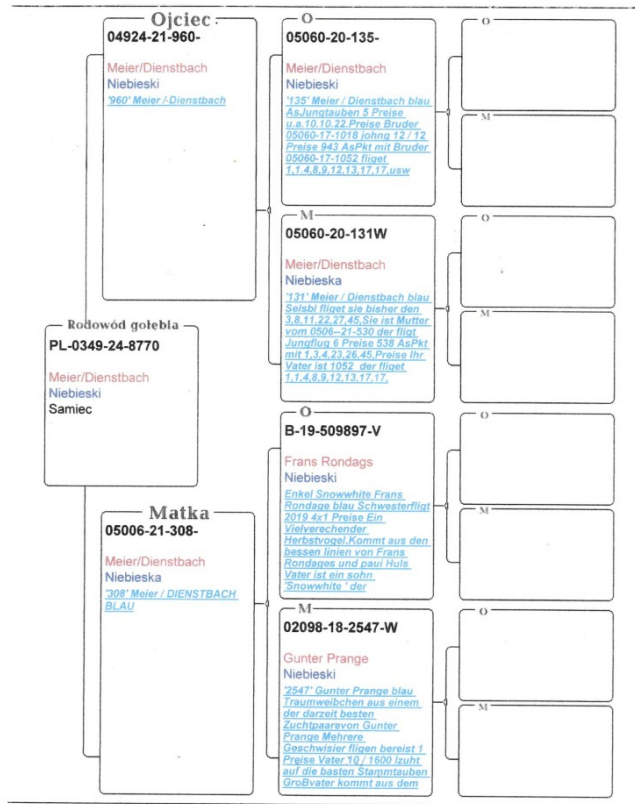 Rodowód gołębia
PL-0349-24-8770
Meier/Dienstbach
Niebieski
Samiec
Ojciec
04924-21-960-
Meier/Dienstbach
Niebieski
'960' Meier /-Dienstbach
Matka
05006-21-308-
Meier/Dienstbach
Niebieska
'308' Meier / DIENSTBACH
BLAU
O
05060-20-135-
Meier/Dienstbach
Niebieski
'135' Meier / Dienstbach blau
AsJungtauben 5 Preise
u.a.10.10.22.Preise Bruder
05060-17-1018 johng 12 / 12
Preise 943 AsPkt mit Bruder
05060-17-1052 fliget
1,1.4,8,9,12,13,17,17,usw
M
05060-20-131W
Meier/Dienstbach
Niebieska
'131' Meier / Dienstbach blau
Selsbl fliget sie bisher den
3,8,11,22,27,45,Sie ist Mutter
vom 0506--21-530 der fligt
Jungflug 6 Preise 538 AsPkt
mit 1,3,4,23,26,45,Preise Ihr
Vater ist 1052 der fliget
1,1,4,8,9,12,13,17,17,
O
B-19-509897-V
Frans Rondags
Niebieski
Enkel Snowwhite Frans
Rondage blau Schwesterfligt
2019 4x1 Preise Ein
Vielverechender
Herbstvogel.Kommt aus den
bessen linien von Frans
Rondages und paul Huls
Vater ist ein sohn
'Snowwhite ' der
M
02098-18-2547-W
Gunter Prange
Niebieski
'2547' Gunter Prange blau
Traumweibchen aus einem
der darzeit besten
Zuchtpaarevon Gunter
Prange Mehrere
Geschwisier fligen bereist 1
Preise Vater 10 / 1600 Izuht
auf die basten Stammtauben
GroBvater kommt aus dem
O
M
O
M
O
M
O
M